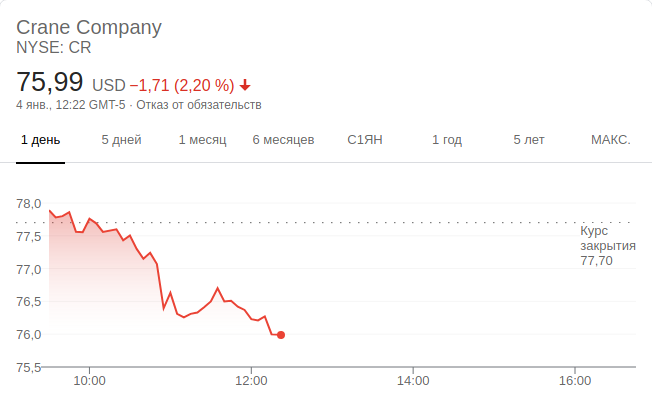 Crane Company
NYSE: CR
75,99 USD −1,71 (2,20 %)
4 янв., 12:22 GMT-5 · Отказ от обязательств
1 день 5 дней 1 месяц 6 месяцев С1ЯН 1 год 5 лет МАКС.
78,0
77,5
77,0
76,5
76,0
75,5
Курс
закрытия
77,70
10:00 12:00 14:00 16:00